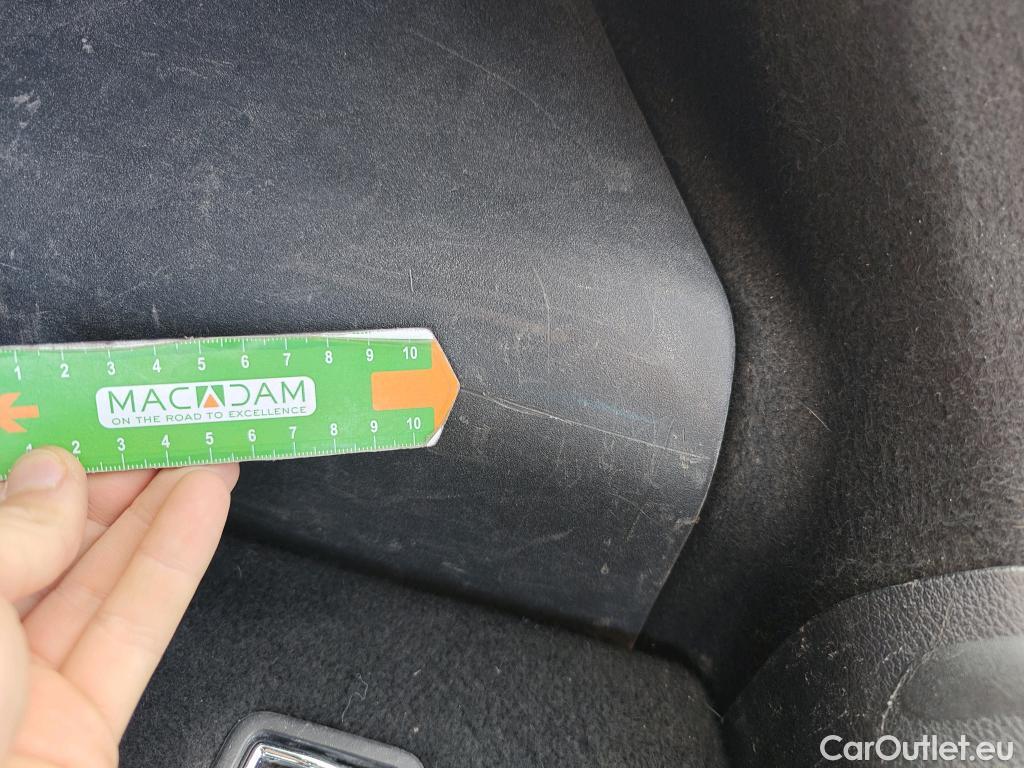 1 2 3 4 5 6 7 8 9 10
MACADAM
ON THE ROAD TO EXCELLENCE
1 2 3 4 5 6 7 8 9 10
CarOutlet.eu